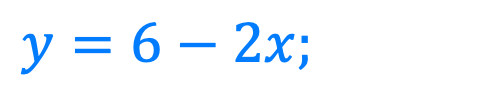 y = 6 − 2x;